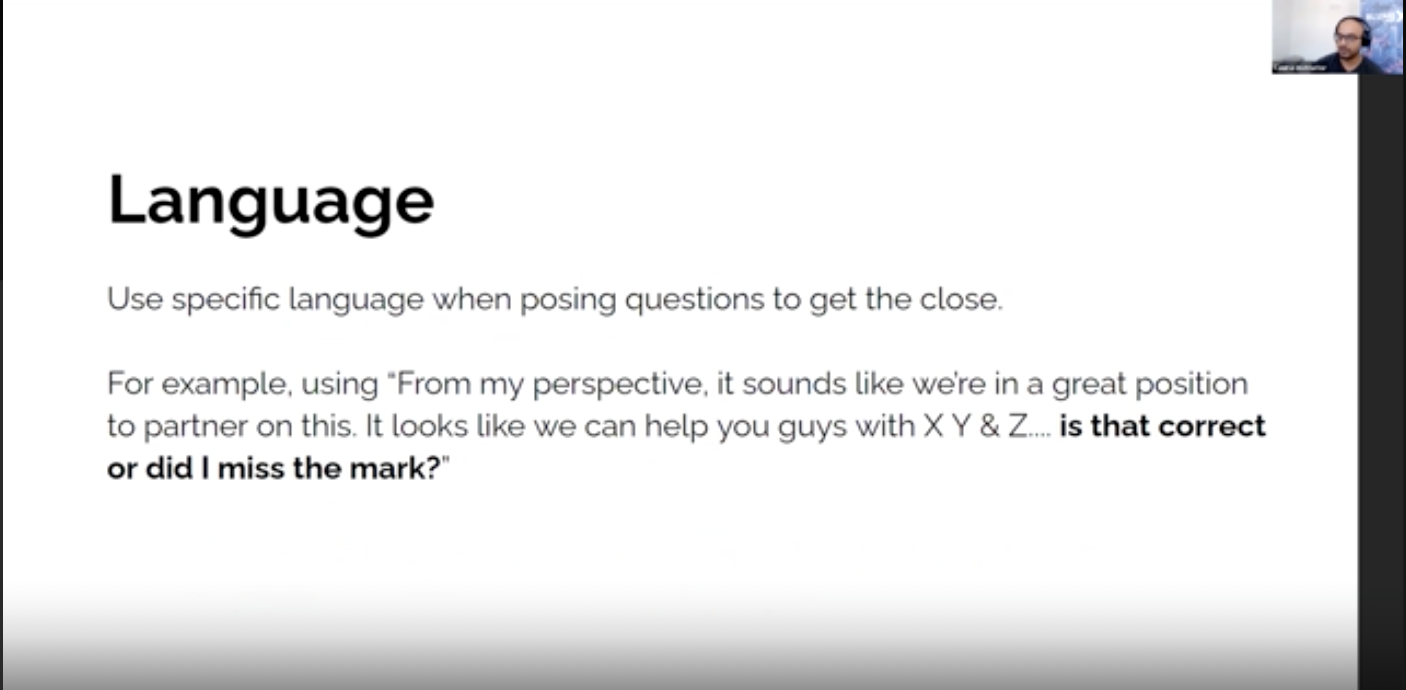 Language
Use specific language when posing questions to get the close.
For example, using “From my perspective, it sounds like we’re in a great position
to partner on this. It looks like we can help you guys with X Y & Z.... is that correct
or did I miss the mark?”